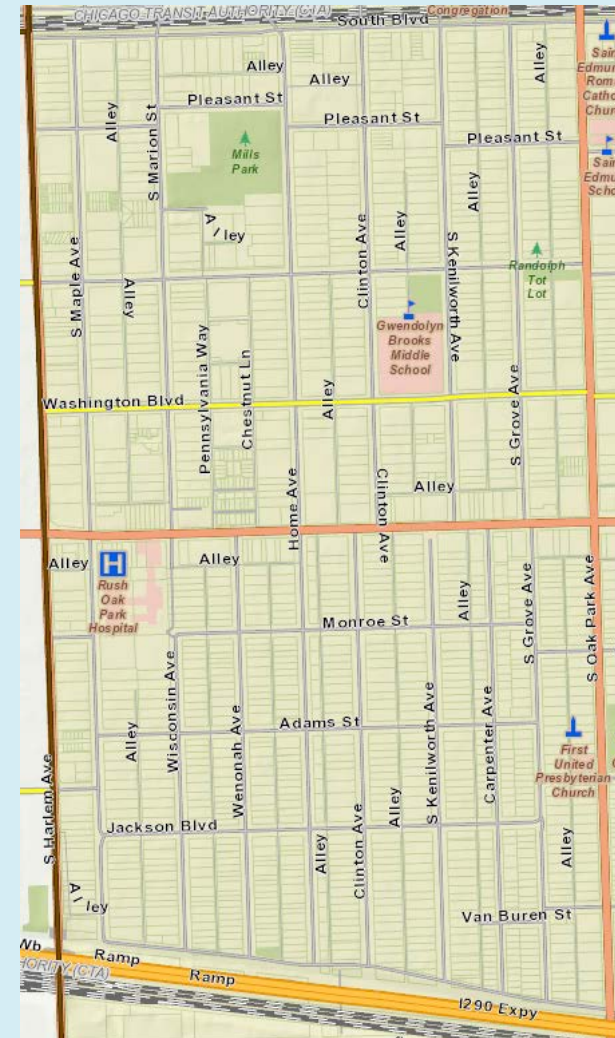 CHICAGO TRANSIT AUTHORITY (CTA)
Congregation
South Blvd
Alley
Alley
Alley
Pleasant St
Alley
S Marion St
Pleasant St
Pleasant St
Mills
Park
Alley
Alley
Alley
Clinton Ave
S Kenilworth Ave
S Maple Ave
Alley
Randolph
Tot
Lot
Gwendolyn
Brooks
Middle
School
Pennsylvania Way
Chestnut Ln
Alley
S Grove Ave
Washington Blvd
Home Ave
Clinton Ave
Alley
Alley
Alley
Rush
Oak
Park
Hospital
H
Alley
Monroe St
S Grove Ave
S Oak Park Ave
Wisconsin Ave
Alley
Wenonah Ave
Adams St
S Kenilworth Ave
Carpenter Ave
First
United
Presbyterian
Church
S Harlem Ave
Jackson Blvd
Alley
Clinton Ave
Alley
Alley
Alley
Van Buren St
Wb
Ramp
Ramp
I290 Expy
HORITY (CTA)